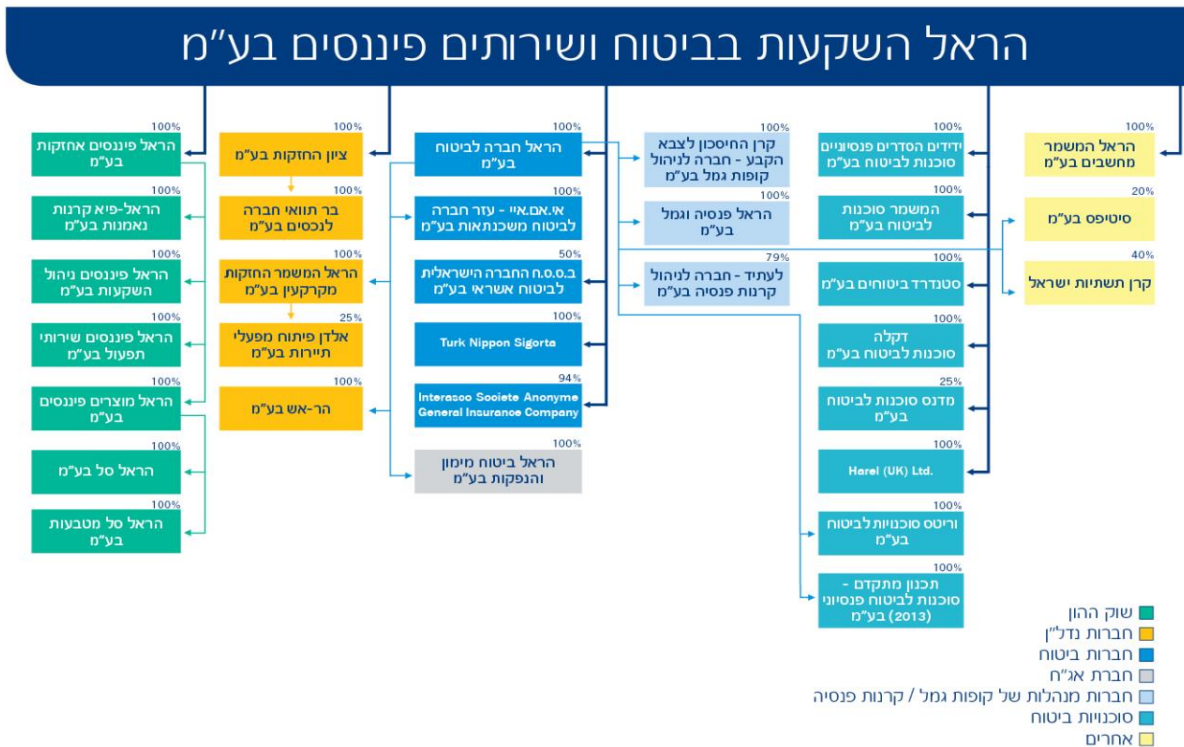 הראל השקעות בביטוח ושירותים פיננסים בע"מ
100%
הראל המשמר
מחשבים בע"מ
20%
סיטיפס בע"מ
40%
קרן תשתיות ישראל
100%
ידידים הסדרים פנסיוניים
סוכנות לביטוח בע"מ
100%
המשמר סוכנות
לביטוח בע"מ
100%
סטנדרד ביטוחים בע"מ
100%
דקלה
סוכנות לביטוח בע"מ
25%
מדנס סוכנות לביטוח
בע"מ
100%
Harel (UK) Ltd.
100%
וריטס סוכנויות לביטוח
בע"מ
100%
תכנון מתקדם -
סוכנות לביטוח פנסיוני
(2013) בע"מ
100%
קרן החיסכון לצבא
הקבע - חברה לניהול
קופות גמל בע"מ
100%
הראל פנסיה וגמל
בע"מ
79%
לעתיד - חברה לניהול
קרנות פנסיה בע"מ
100%
הראל חברה לביטוח
בע"מ
100%
אי.אם.איי - עזר חברה
לביטוח משכנתאות בע"מ
50%
ב.ס.ס.ח החברה הישראלית
לביטוח אשראי בע"מ
100%
Turk Nippon Sigorta
94%
Interasco Societe Anonyme
General Insurance Company
100%
הראל ביטוח מימון
והנפקות בע"מ
100%
ציון החזקות בע"מ
100%
בר תוואי חברה
לנכסים בע"מ
100%
הראל המשמר החזקות
מקרקעין בע"מ
25%
אלדן פיתוח מפעלי
תיירות בע"מ
100%
הר-אש בע"מ
100%
הראל פיננסים אחזקות
בע"מ
100%
הראל-פיא קרנות
נאמנות בע"מ
100%
הראל פיננסים ניהול
השקעות בע"מ
100%
הראל פיננסים שירותי
תפעול בע"מ
100%
הראל מוצרים פיננסים
בע"מ
100%
הראל סל בע"מ
100%
הראל סל מטבעות
בע"מ
שוק ההון
חברות נדל"ן
חברות ביטוח
חברת אג"ח
חברות מנהלות של קופות גמל / קרנות פנסיה
סוכנויות ביטוח
אחרים